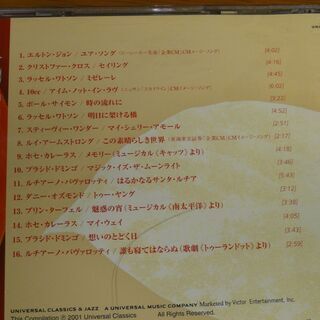 1. エルトン・ジョン / ユア・ソング [4:02]
2. クリストファー・クロス / セイリング [4:16]
3. ラッセル・ワトソン / ミゼレーレ [4:45]
4. 10cc / アイム・ノット・イン・ラヴ [6:02]
5. ポール・サイモン / 時の流れに [3:22]
6. ラッセル・ワトソン / 明日に架ける橋 [4:52]
7. スティーヴィー・ワンダー / マイ・シェリー・アモール [2:51]
8. ルイ・アームストロング / この素晴らしき世界 [2:17]
9. ホセ・カレーラス / メモリー(ミュージカル《キャッツ》より) [4:18]
10. プラシド・ドミンゴ / マジック・イズ・ザ・ムーンライト [3:46]
11. ルチアーノ・パヴァロッティ / はるかなるサンタ・ルチア [3:43]
12. ダニー・オズモンド / トゥー・ヤング [3:12]
13. ブリン・ターフェル / 魅惑の宵(ミュージカル《南太平洋》より) [3:38]
14. ホセ・カレーラス / マイ・ウェイ [3:43]
15. プラシド・ドミンゴ / 想いのとどく日 [2:58]
16. ルチアーノ・パヴァロッティ / 誰も寝てはならぬ(歌劇《トゥーランドット》より) [2:59]
UNIVERSAL CLASSICS & JAZZ A UNIVERSAL MUSIC COMPANY Marketed by Victor Entertainment, Inc.
This Compilation ℗ 2001 Universal Classics
All Rights Reserved.